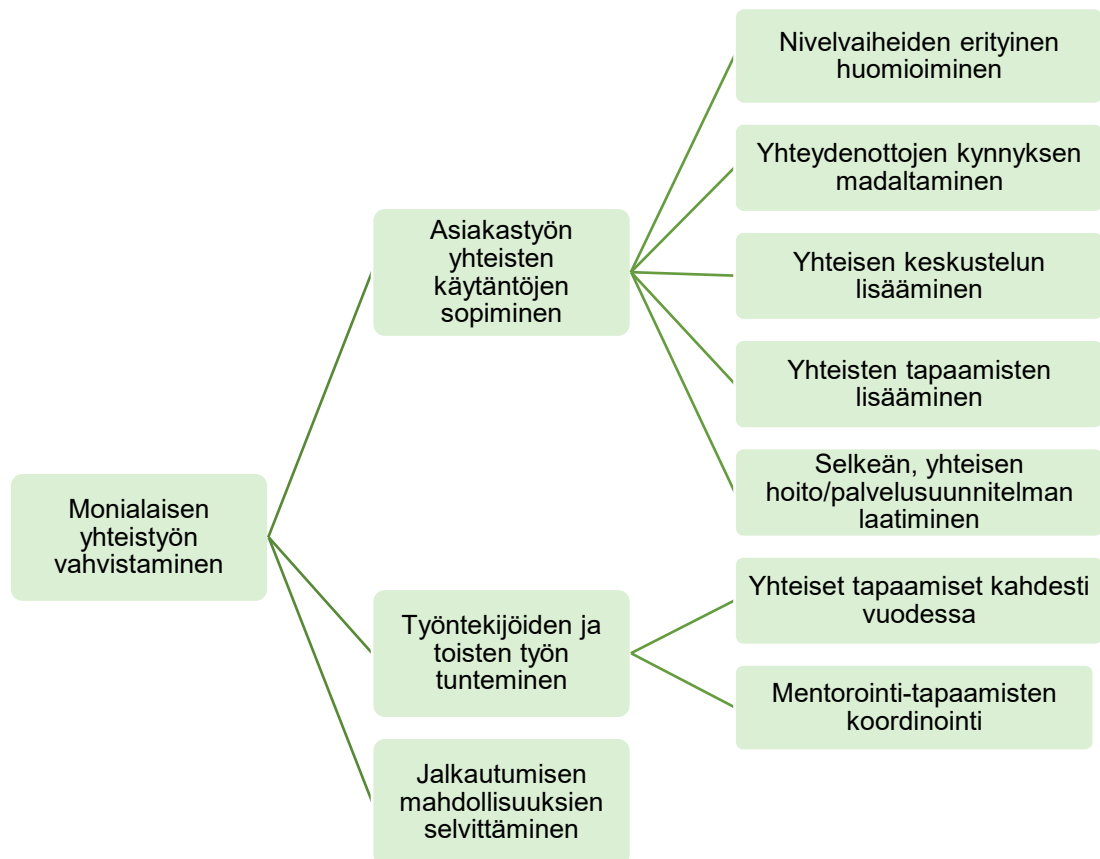 Monialaisen
yhteistyön
vahvistaminen
Asiakastyön
yhteisten
käytäntöjen
sopiminen
Nivelvaiheiden erityinen
huomioiminen
Yhteydenottojen kynnyksen
madaltaminen
Yhteisen keskustelun
lisääminen
Yhteisten tapaamisten
lisääminen
Selkeän, yhteisen
hoito/palvelusuunnitelman
laatiminen
Työntekijöiden ja
toisten työn
tunteminen
Yhteiset tapaamiset kahdesti
vuodessa
Mentorointi-tapaamisten
koordinointi
Jalkautumisen
mahdollisuuksien
selvittäminen